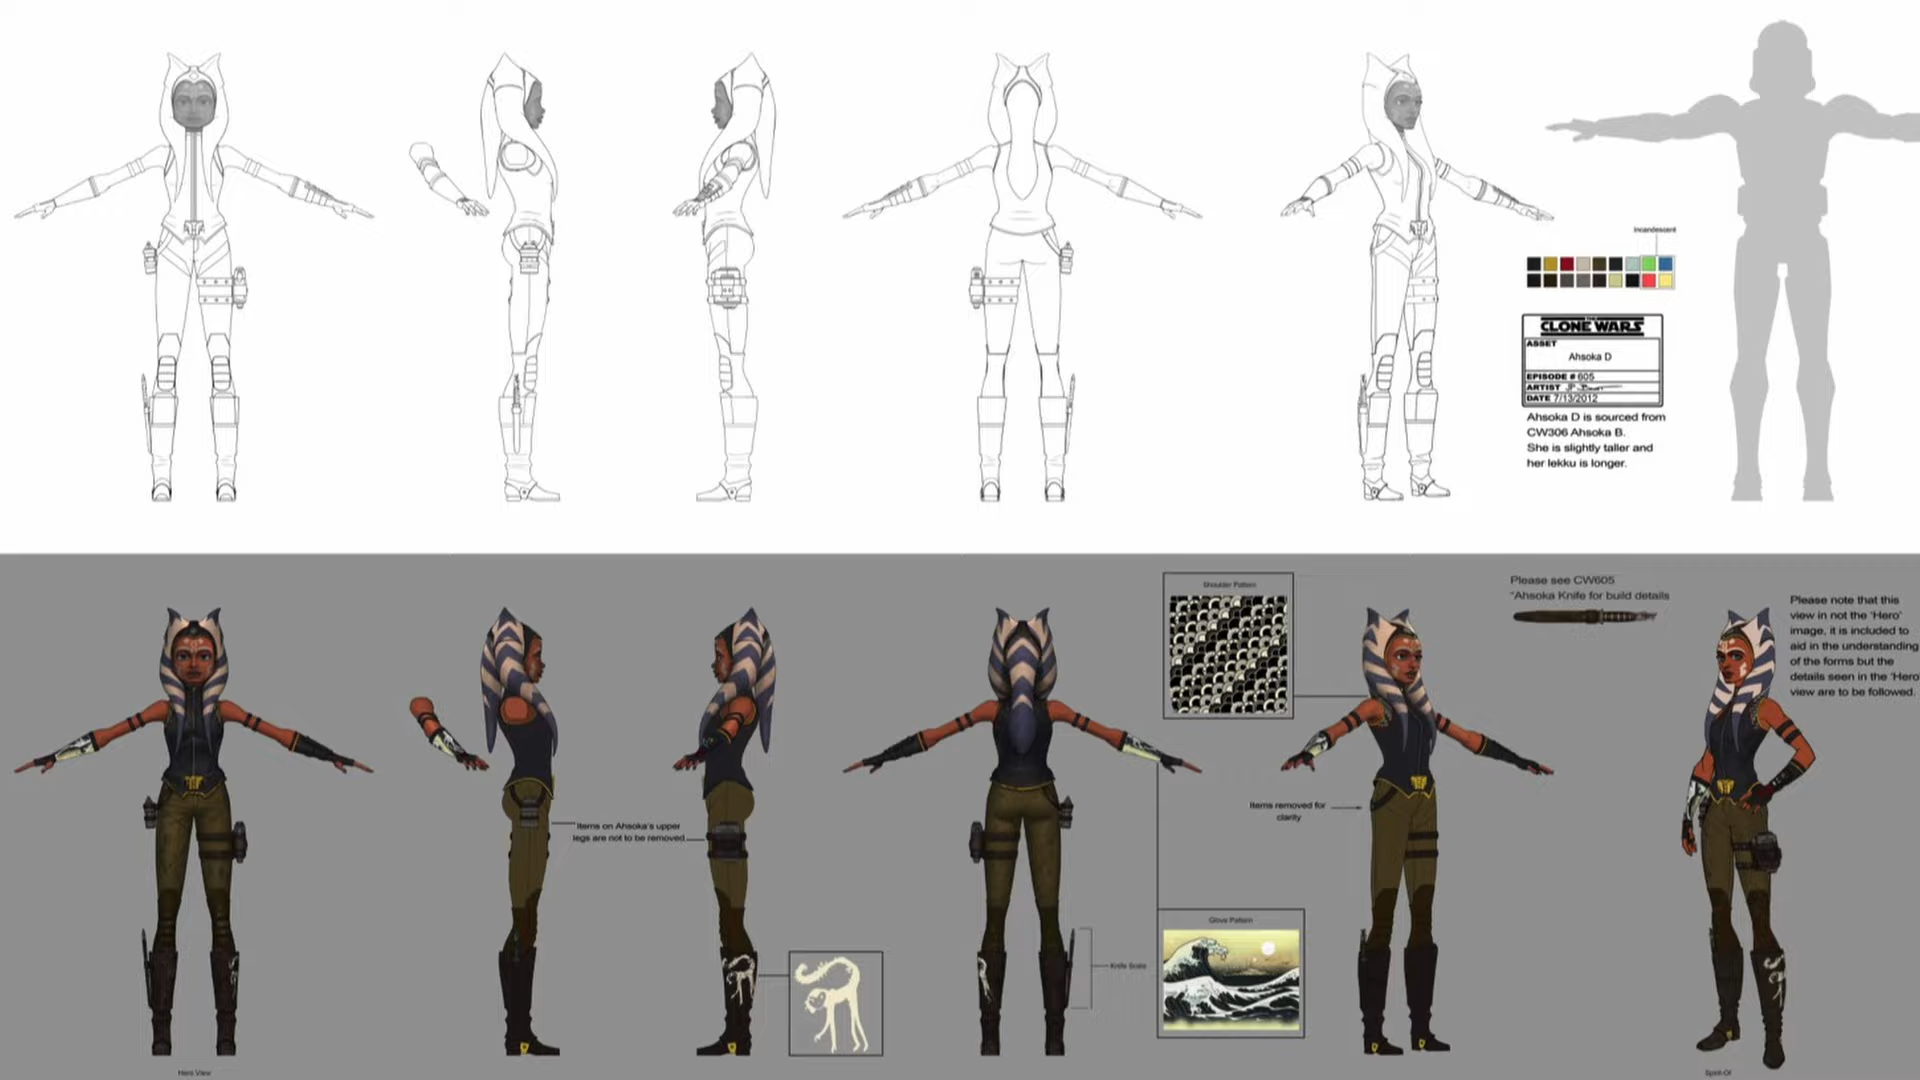 Incandescent
THE
CLONE WARS
ASSET
Ahsoka D
EPISODE # 605
ARTIST JP
DATE 7/13/2012
Ahsoka D is sourced from
CW306 Ahsoka B.
She is slightly taller and
her lekku is longer.
Shoulder Pattern
Please see CW605
"Ahsoka Knife for build details
Please note that this
view in not the 'Hero'
image, it is included to
aid in the understanding
of the forms but the
details seen in the 'Hero
view are to be followed.
Items on Ahsoka's upper
legs are not to be removed
Items removed for
clarity
Glove Pattern
Knife Scale
Hero View
Spirit Of